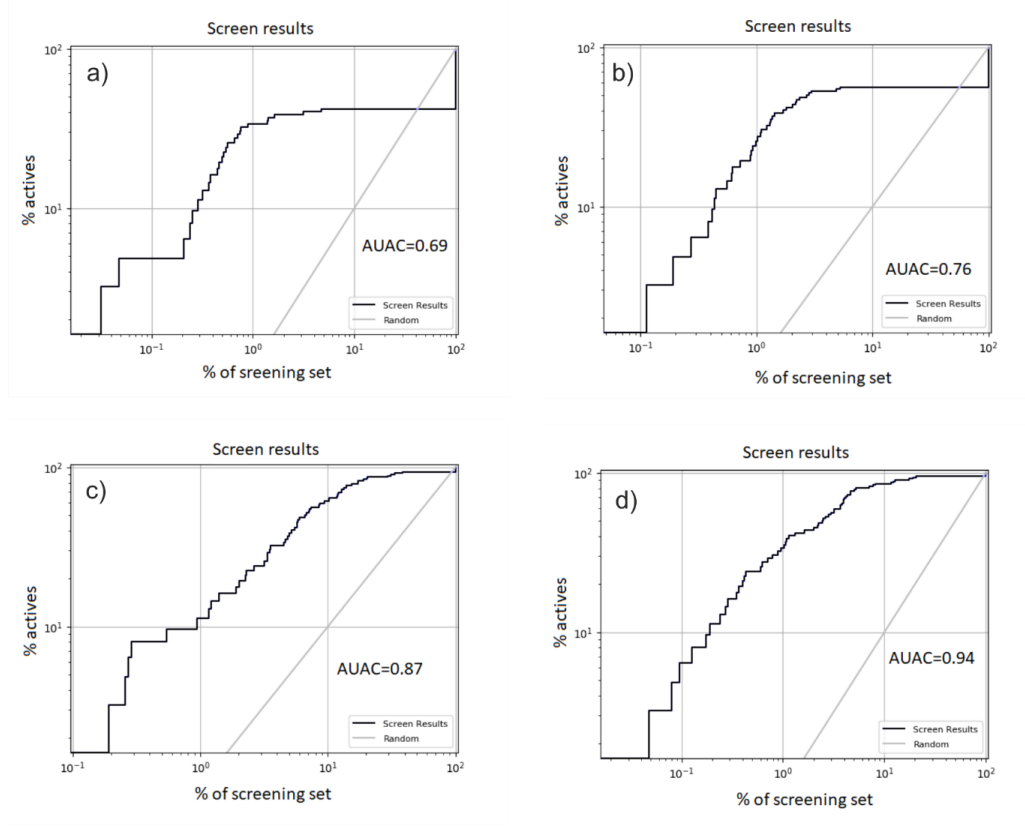 Screen results
a)
10²
10¹
% actives
AUAC=0.69
Screen Results
Random
10⁻¹ 10⁰ 10¹ 10²
% of sreening set
Screen results
b)
10²
10¹
% actives
AUAC=0.76
Screen Results
Random
10⁻¹ 10⁰ 10¹ 10²
% of screening set
Screen results
c)
10²
10¹
% actives
AUAC=0.87
Screen Results
Random
10⁻¹ 10⁰ 10¹ 10²
% of screening set
Screen results
d)
10²
10¹
% actives
AUAC=0.94
Screen Results
Random
10⁻¹ 10⁰ 10¹ 10²
% of screening set